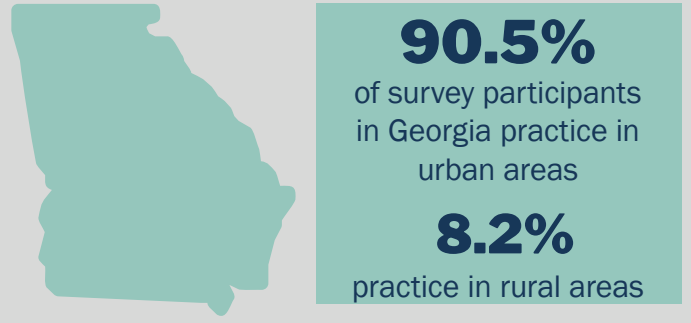 90.5%
of survey participants
in Georgia practice in
urban areas
8.2%
practice in rural areas